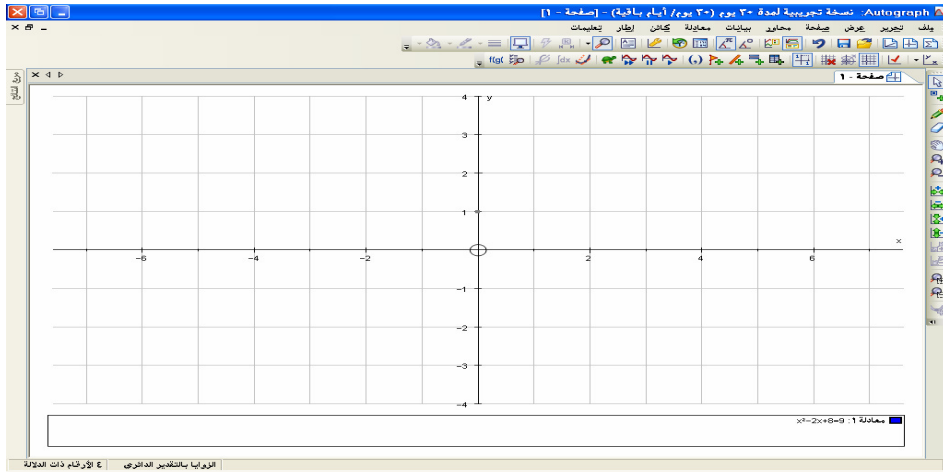 Autograph: نسخة تجريبية لمدة ٣٠ يوم (٣٠ يوم/ أيام باقية) - [صفحة - ١]
ملف تحرير عرض صفحة محاور بيانات معادلة كائن إطار تعليمات
صفحة - ١
y
4
3
2
1
x
-6 -4 -2 2 4 6
-1
-2
-3
-4
معادلة ١: x²-2x+8=9
الزوايا بالتقدير الدائرى ٤ الأرقام ذات الدلالة